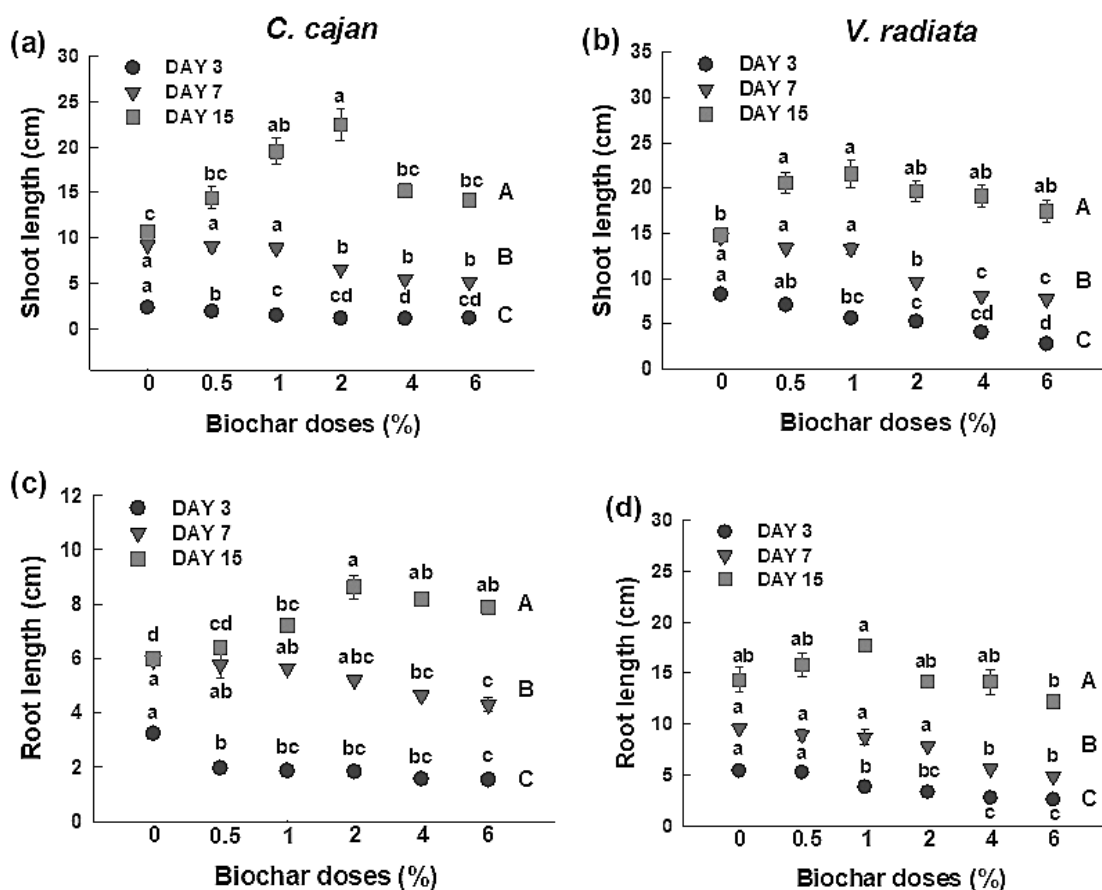 C. cajan
V. radiata
(a)
30
25
20
15
10
5
0
Shoot length (cm)
DAY 3
DAY 7
DAY 15
c bc ab a bc bc A
a a a b b b B
a b c cd d cd C
0 0.5 1 2 4 6
Biochar doses (%)
(b)
35
30
25
20
15
10
5
0
Shoot length (cm)
DAY 3
DAY 7
DAY 15
b a a ab ab ab A
a a a b c c B
a ab bc c cd d C
0 0.5 1 2 4 6
Biochar doses (%)
(c)
12
10
8
6
4
2
0
Root length (cm)
DAY 3
DAY 7
DAY 15
d cd bc a ab ab A
a ab ab abc bc c B
a b bc bc bc c C
0 0.5 1 2 4 6
Biochar doses (%)
(d)
30
25
20
15
10
5
0
Root length (cm)
DAY 3
DAY 7
DAY 15
ab ab a ab ab b A
a a a a b b B
a a b bc c c C
0 0.5 1 2 4 6
Biochar doses (%)